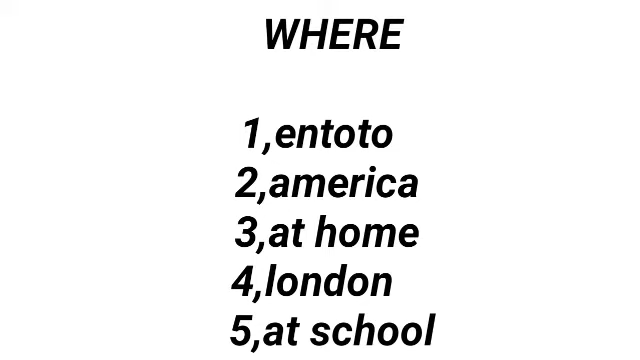 WHERE
1,entoto
2,america
3,at home
4,london
5,at school